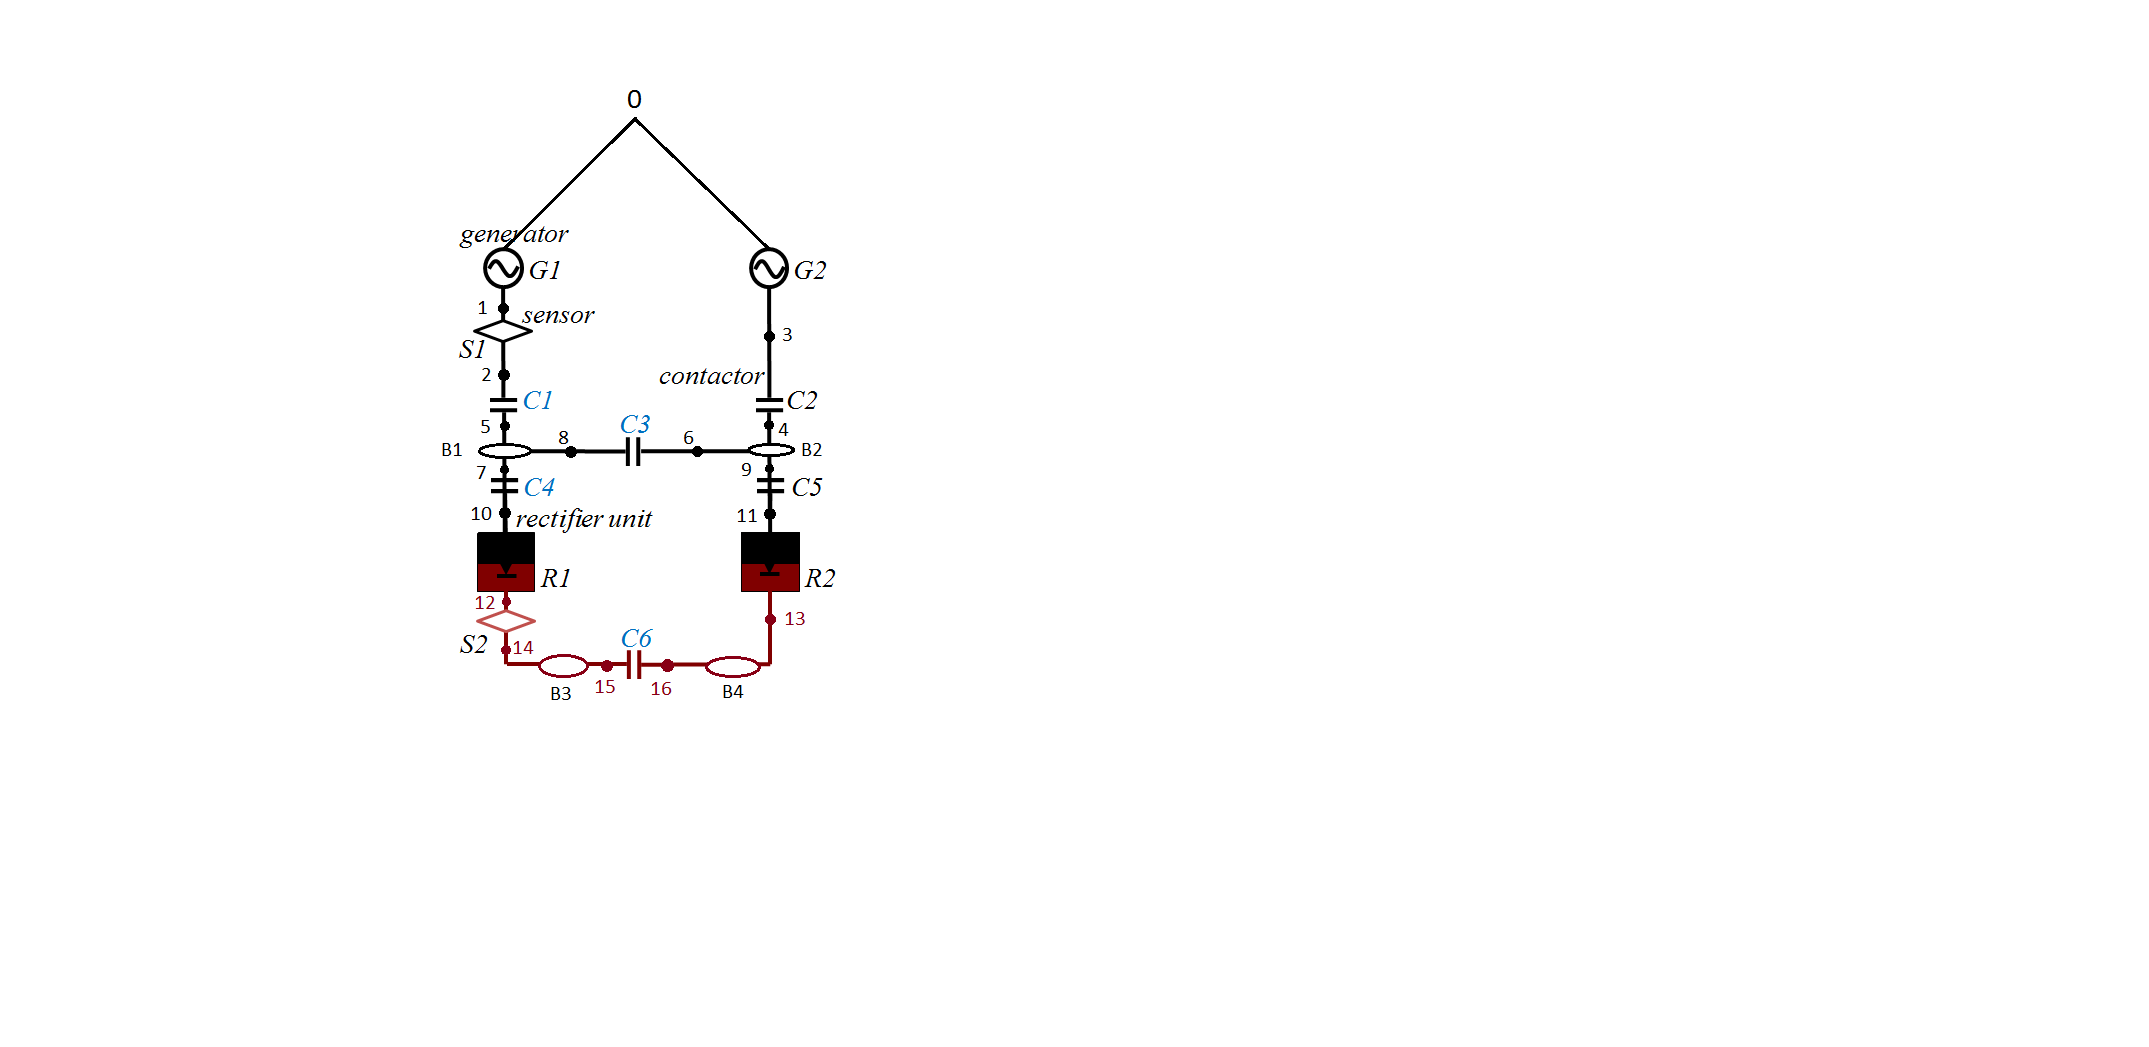 0
generator
G1
G2
1
sensor
S1
3
2
contactor
C1
C2
C3
5
8
6
4
B1
B2
7
9
C4
C5
10
rectifier unit
11
R1
R2
12
13
S2
14
C6
15
16
B3
B4